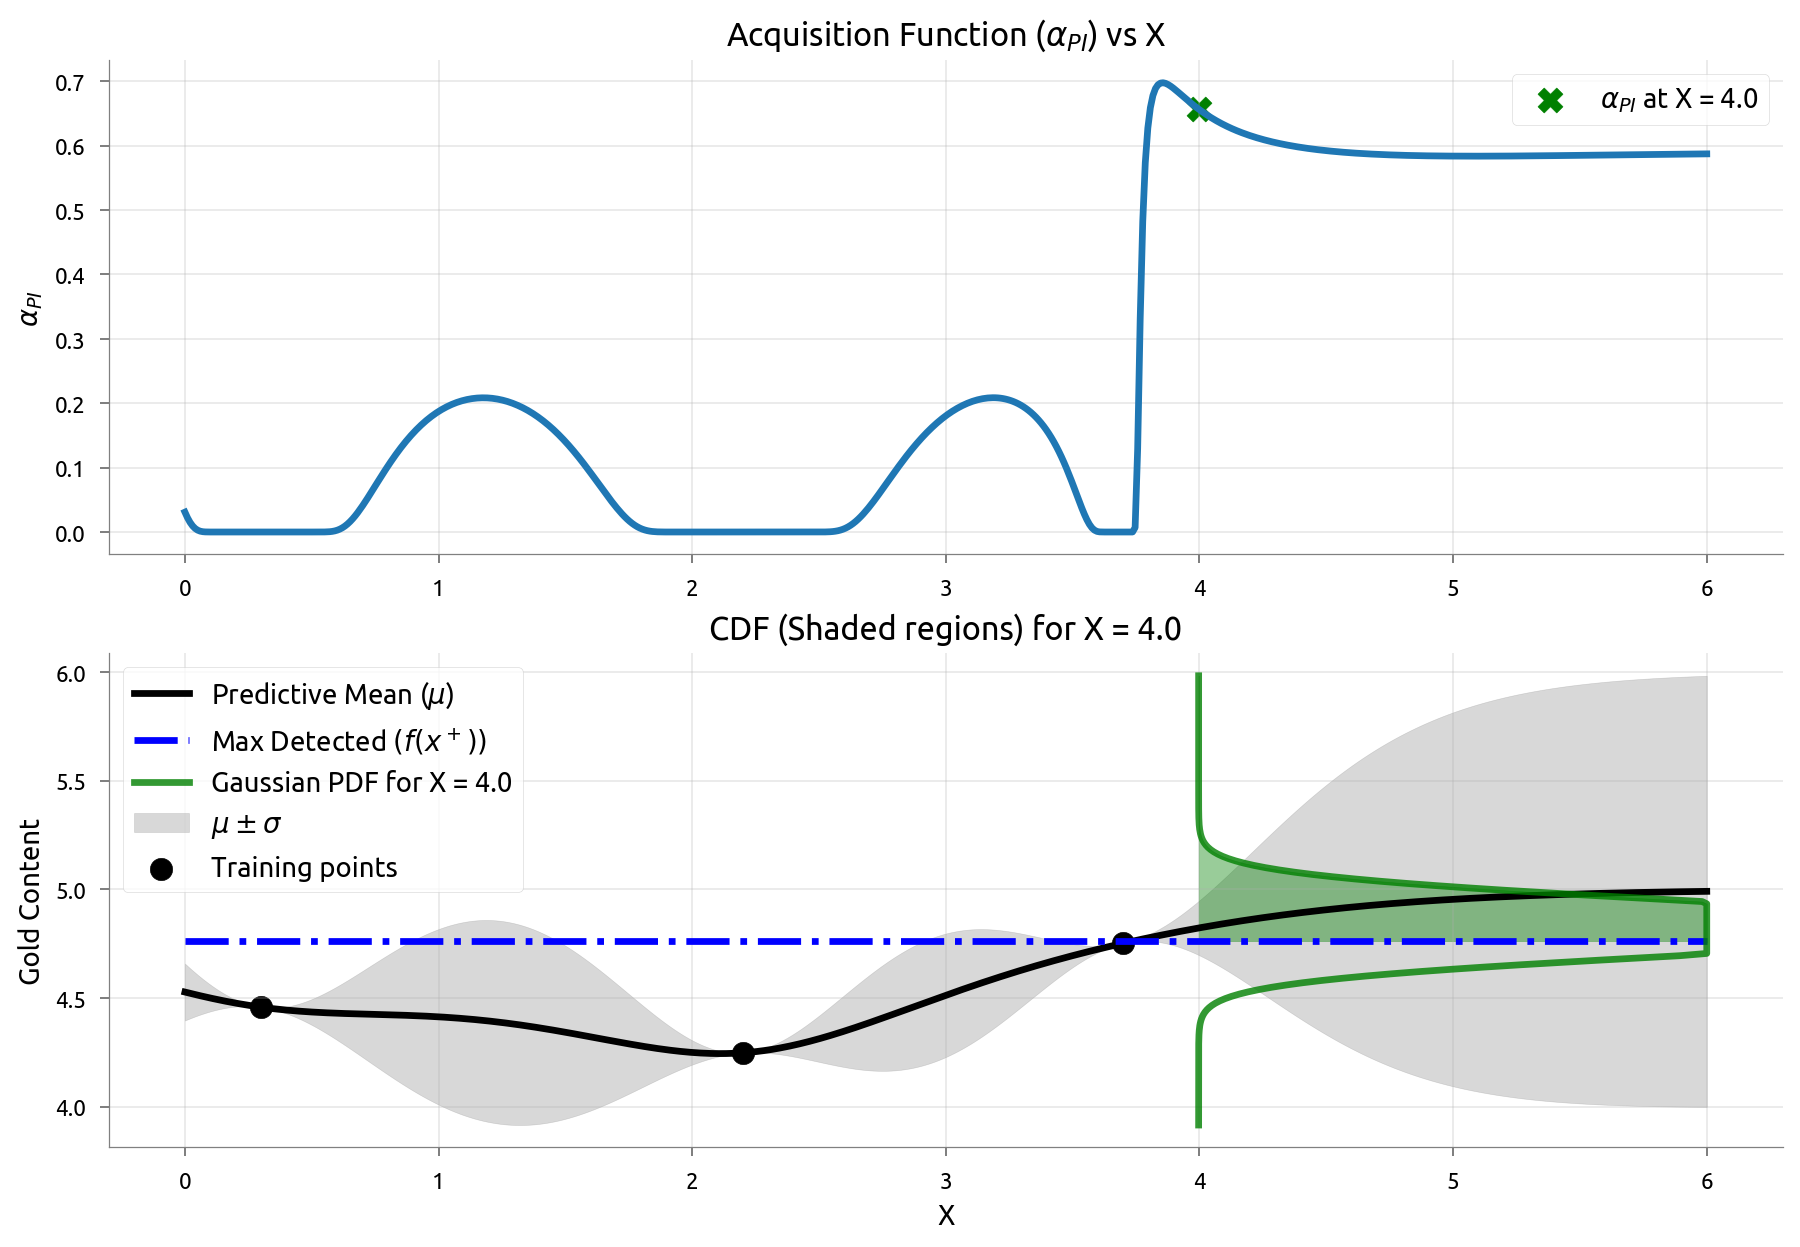 Acquisition Function (α_PI) vs X
α_PI at X = 4.0
0.7
0.6
0.5
0.4
0.3
0.2
0.1
0.0
α_PI
0 1 2 3 4 5 6
CDF (Shaded regions) for X = 4.0
Predictive Mean (μ)
Max Detected (f(x⁺))
Gaussian PDF for X = 4.0
μ ± σ
Training points
6.0
5.5
5.0
4.5
4.0
Gold Content
0 1 2 3 4 5 6
X